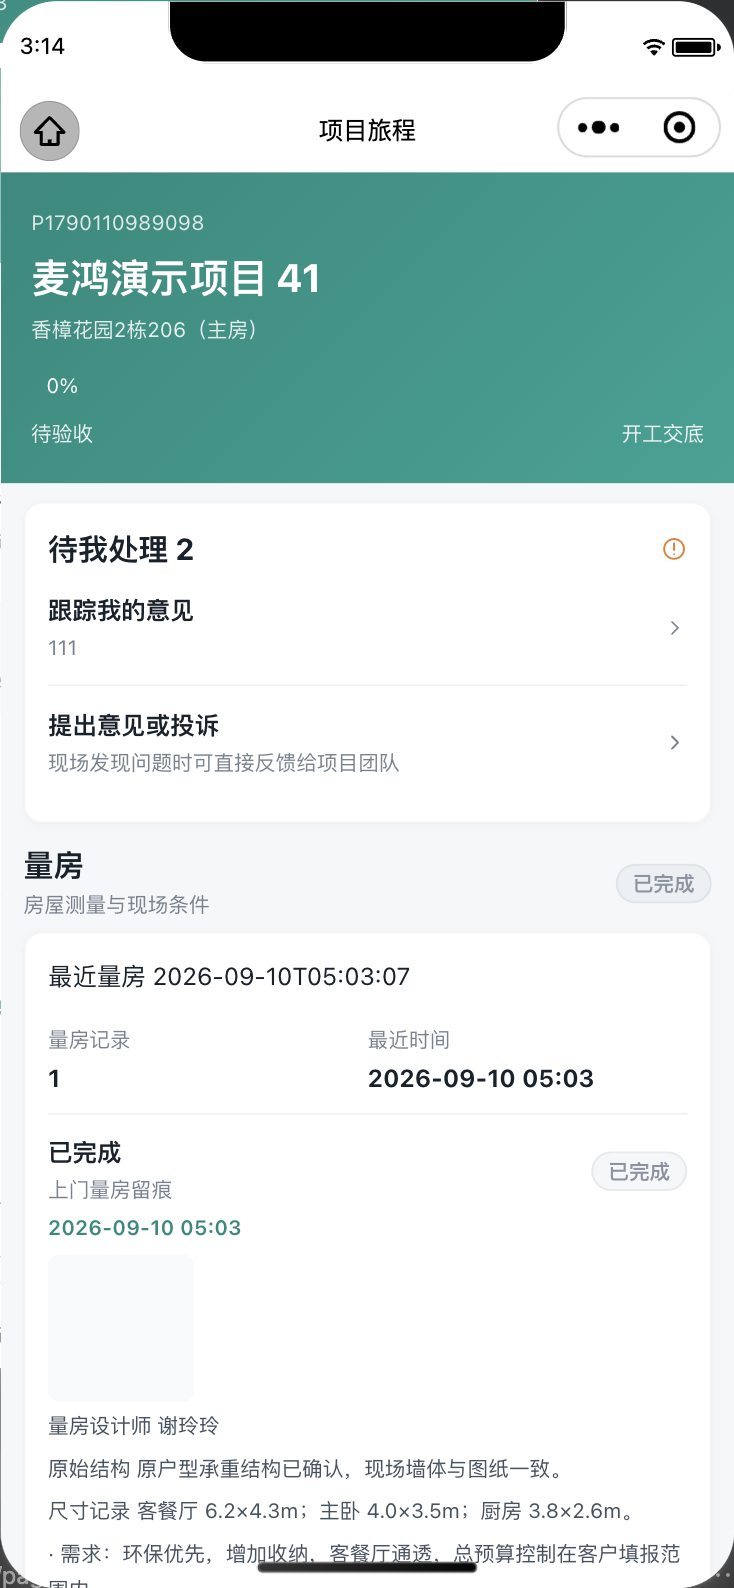 3:14
项目旅程
P1790110989098
麦鸿演示项目 41
香樟花园2栋206（主房）
0%
待验收
开工交底
待我处理 2
跟踪我的意见
111
提出意见或投诉
现场发现问题时可直接反馈给项目团队
量房
已完成
房屋测量与现场条件
最近量房 2026-09-10T05:03:07
量房记录
最近时间
1
2026-09-10 05:03
已完成
已完成
上门量房留痕
2026-09-10 05:03
量房设计师 谢玲玲
原始结构 原户型承重结构已确认，现场墙体与图纸一致。
尺寸记录 客餐厅 6.2×4.3m；主卧 4.0×3.5m；厨房 3.8×2.6m。
· 需求：环保优先，增加收纳，客餐厅通透，总预算控制在客户填报范